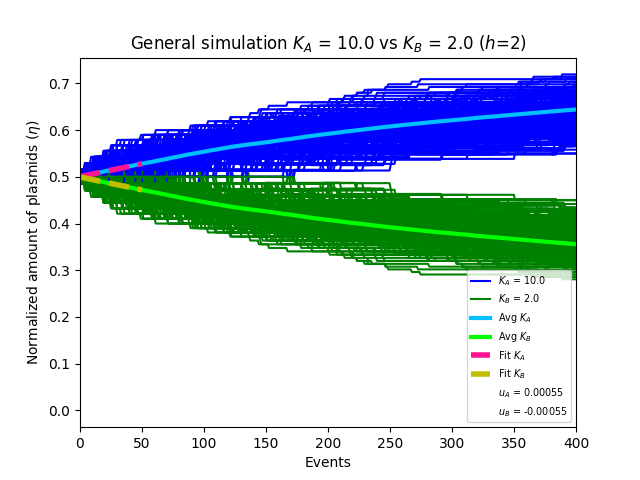 General simulation K_A = 10.0 vs K_B = 2.0 (h=2)
Normalized amount of plasmids (η)
0.7
0.6
0.5
0.4
0.3
0.2
0.1
0.0
K_A = 10.0
K_B = 2.0
Avg K_A
Avg K_B
Fit K_A
Fit K_B
u_A = 0.00055
u_B = -0.00055
0 50 100 150 200 250 300 350 400
Events